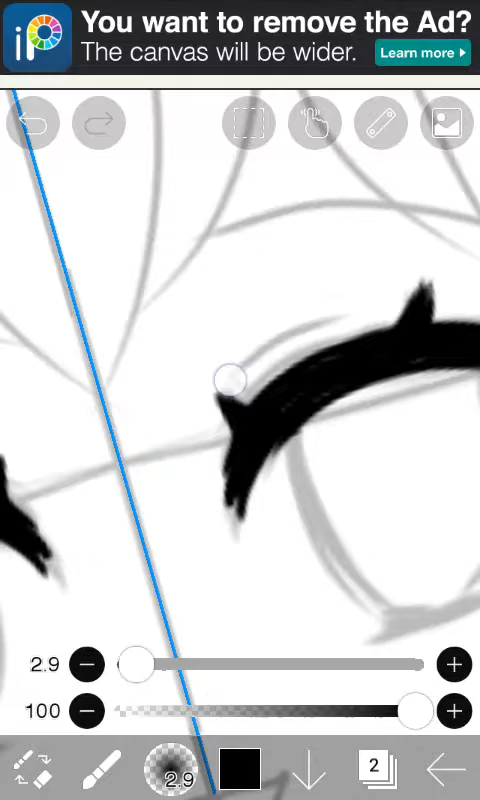 You want to remove the Ad?
iP
The canvas will be wider.
Learn more
2.9
100
2.9
2